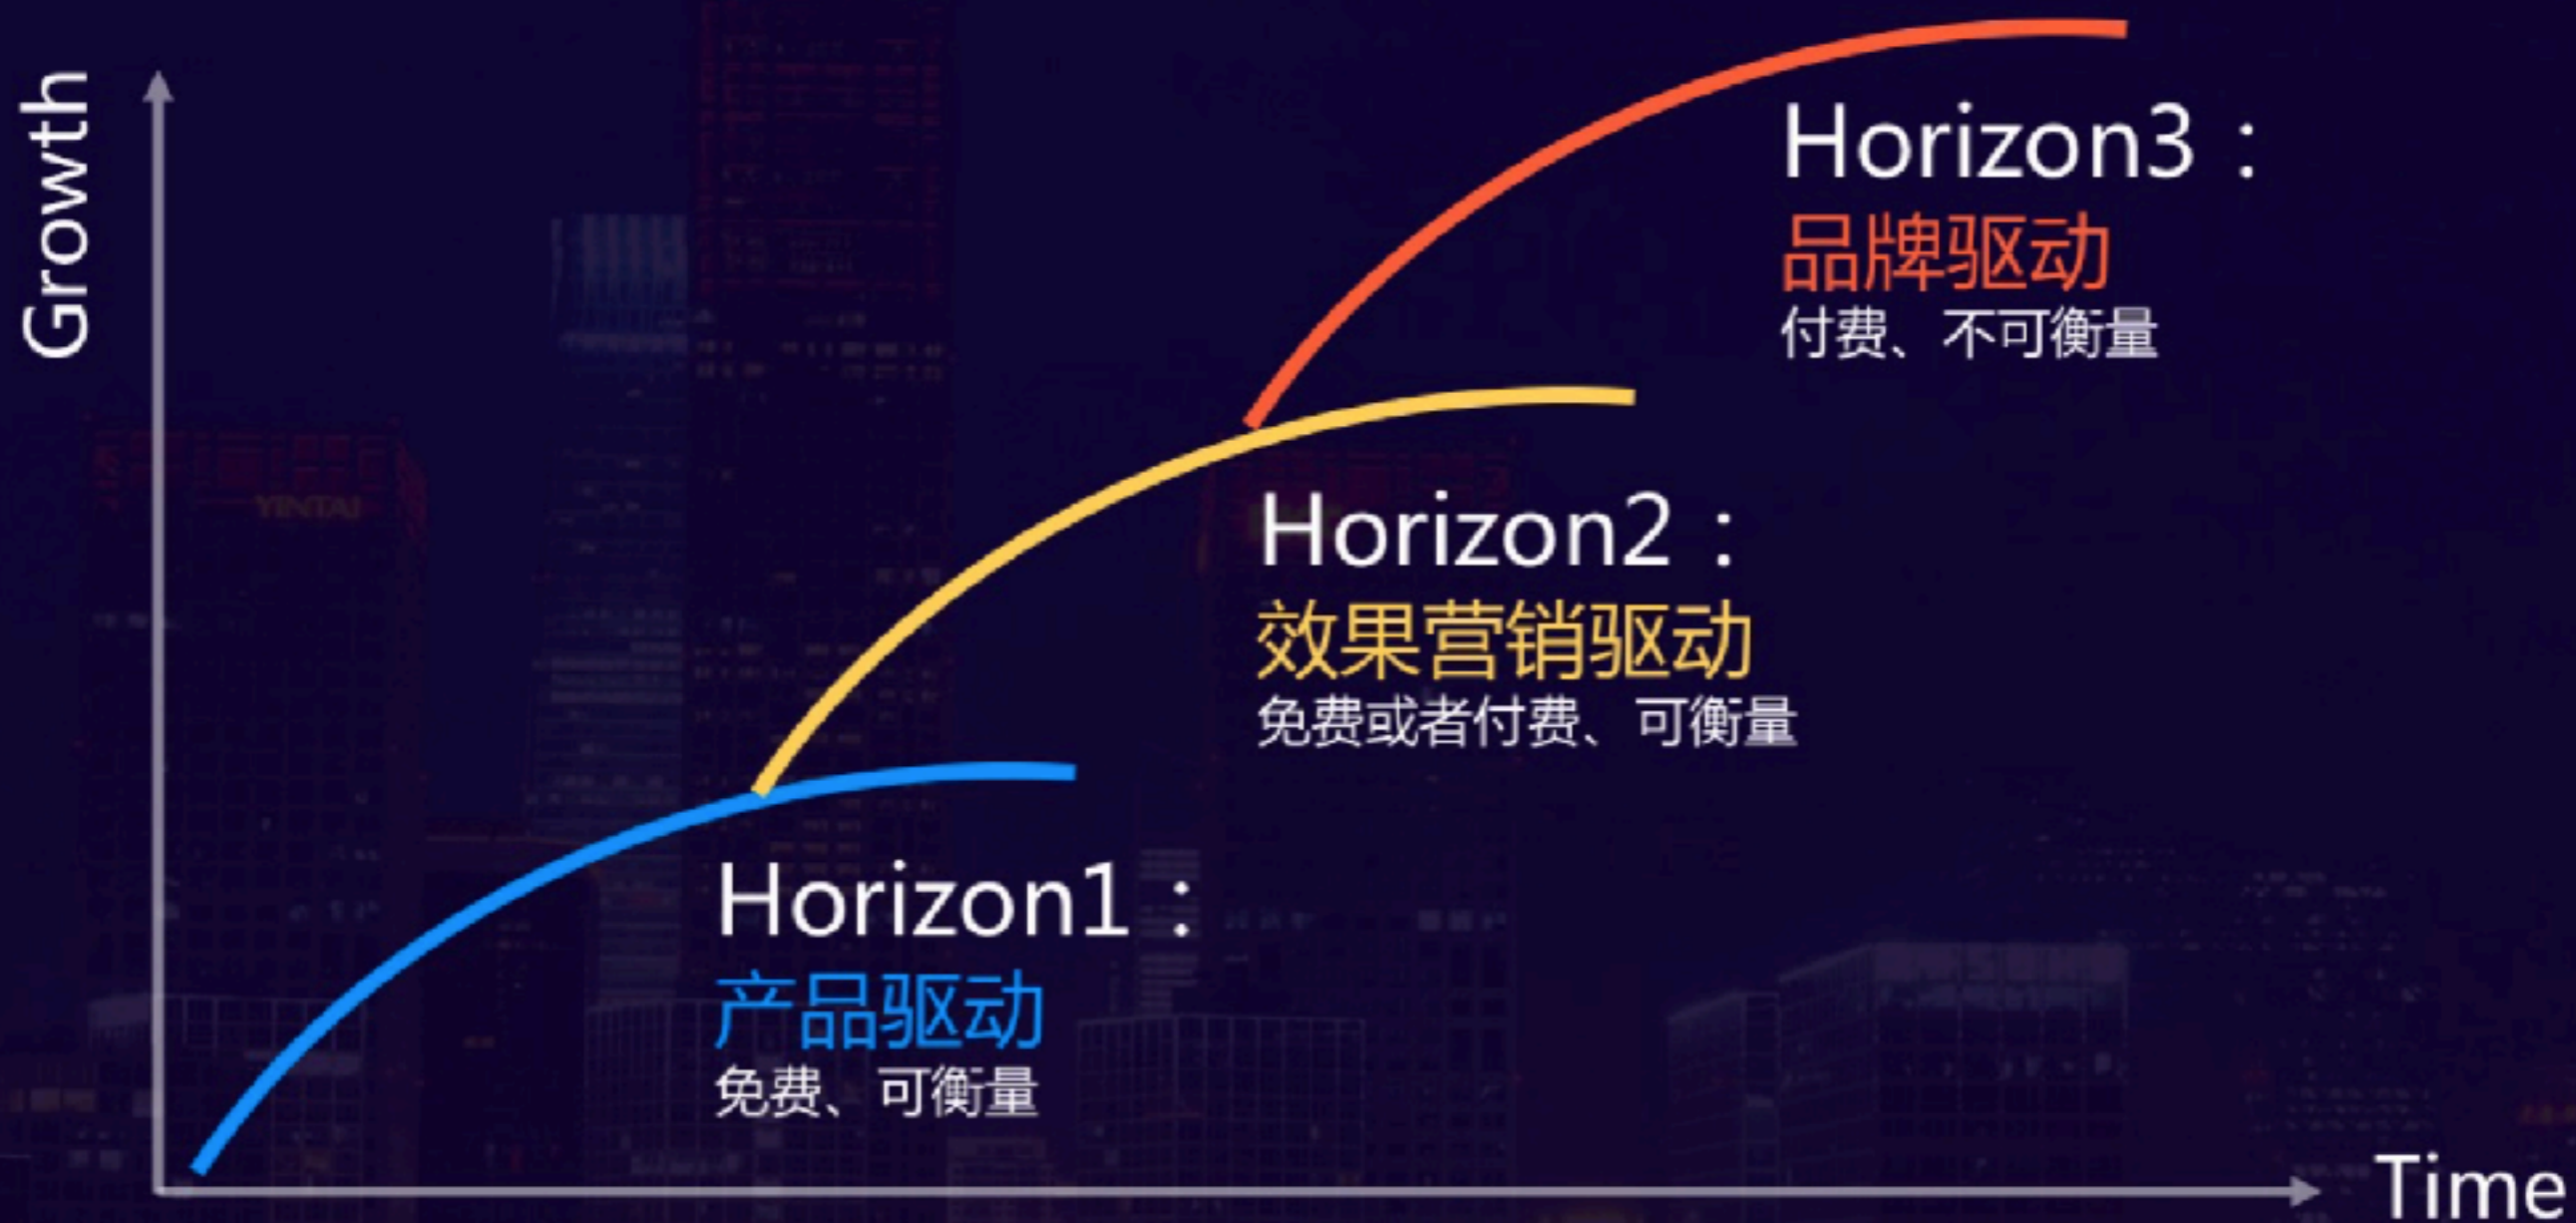 Growth
Horizon3：
品牌驱动
付费、不可衡量
Horizon2：
效果营销驱动
免费或者付费、可衡量
Horizon1：
产品驱动
免费、可衡量
Time
YINTAI